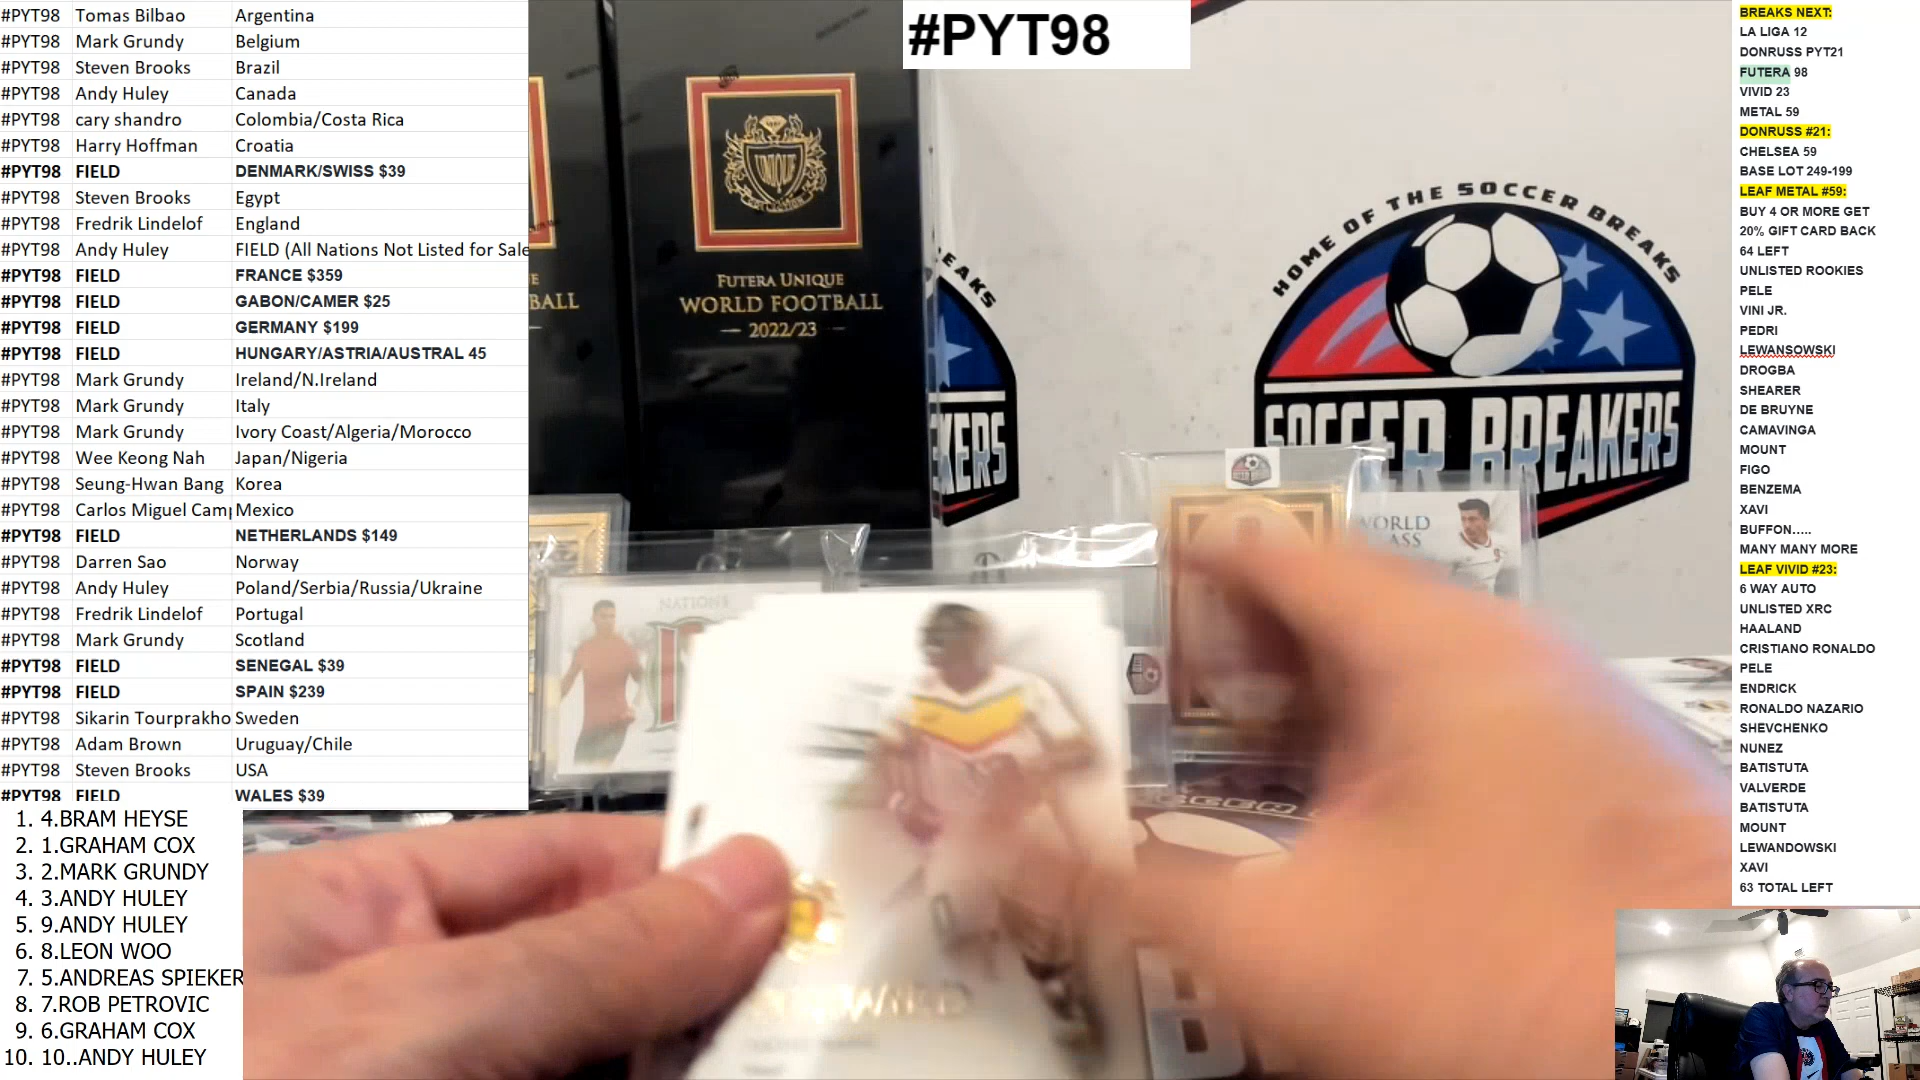 #PYT98 Tomas Bilbao Argentina
#PYT98 Mark Grundy Belgium
#PYT98 Steven Brooks Brazil
#PYT98 Andy Huley Canada
#PYT98 cary shandro Colombia/Costa Rica
#PYT98 Harry Hoffman Croatia
#PYT98 FIELD DENMARK/SWISS $39
#PYT98 Steven Brooks Egypt
#PYT98 Fredrik Lindelof England
#PYT98 Andy Huley FIELD (All Nations Not Listed for Sale
#PYT98 FIELD FRANCE $359
#PYT98 FIELD GABON/CAMER $25
#PYT98 FIELD GERMANY $199
#PYT98 FIELD HUNGARY/ASTRIA/AUSTRAL 45
#PYT98 Mark Grundy Ireland/N.Ireland
#PYT98 Mark Grundy Italy
#PYT98 Mark Grundy Ivory Coast/Algeria/Morocco
#PYT98 Wee Keong Nah Japan/Nigeria
#PYT98 Seung-Hwan Bang Korea
#PYT98 Carlos Miguel Cam Mexico
#PYT98 FIELD NETHERLANDS $149
#PYT98 Darren Sao Norway
#PYT98 Andy Huley Poland/Serbia/Russia/Ukraine
#PYT98 Fredrik Lindelof Portugal
#PYT98 Mark Grundy Scotland
#PYT98 FIELD SENEGAL $39
#PYT98 FIELD SPAIN $239
#PYT98 Sikarin Tourprakho Sweden
#PYT98 Adam Brown Uruguay/Chile
#PYT98 Steven Brooks USA
#PYT98 FIELD WALES $39
1. 4.BRAM HEYSE
2. 1.GRAHAM COX
3. 2.MARK GRUNDY
4. 3.ANDY HULEY
5. 9.ANDY HULEY
6. 8.LEON WOO
7. 5.ANDREAS SPIEKER
8. 7.ROB PETROVIC
9. 6.GRAHAM COX
10. 10..ANDY HULEY
#PYT98
UNIQUE
FUTERA UNIQUE
WORLD FOOTBALL
2022/23
BALL
EAKS
KERS
HOME OF THE SOCCER BREAKS
SOCCER BREAKERS
NATIONS
WORLD
BREAKS NEXT:
LA LIGA 12
DONRUSS PYT21
FUTERA 98
VIVID 23
METAL 59
DONRUSS #21:
CHELSEA 59
BASE LOT 249-199
LEAF METAL #59:
BUY 4 OR MORE GET
20% GIFT CARD BACK
64 LEFT
UNLISTED ROOKIES
PELE
VINI JR.
PEDRI
LEWANSOWSKI
DROGBA
SHEARER
DE BRUYNE
CAMAVINGA
MOUNT
FIGO
BENZEMA
XAVI
BUFFON.....
MANY MANY MORE
LEAF VIVID #23:
6 WAY AUTO
UNLISTED XRC
HAALAND
CRISTIANO RONALDO
PELE
ENDRICK
RONALDO NAZARIO
SHEVCHENKO
NUNEZ
BATISTUTA
VALVERDE
BATISTUTA
MOUNT
LEWANDOWSKI
XAVI
63 TOTAL LEFT